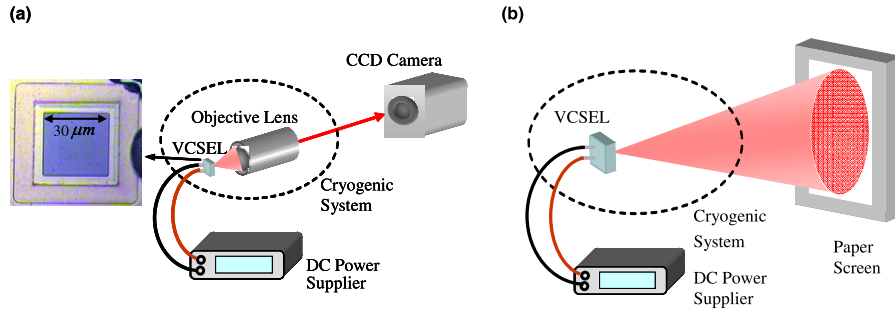 (a)
CCD Camera
Objective Lens
30 μm
VCSEL
Cryogenic
System
DC Power
Supplier
(b)
VCSEL
Cryogenic
System
DC Power
Supplier
Paper
Screen